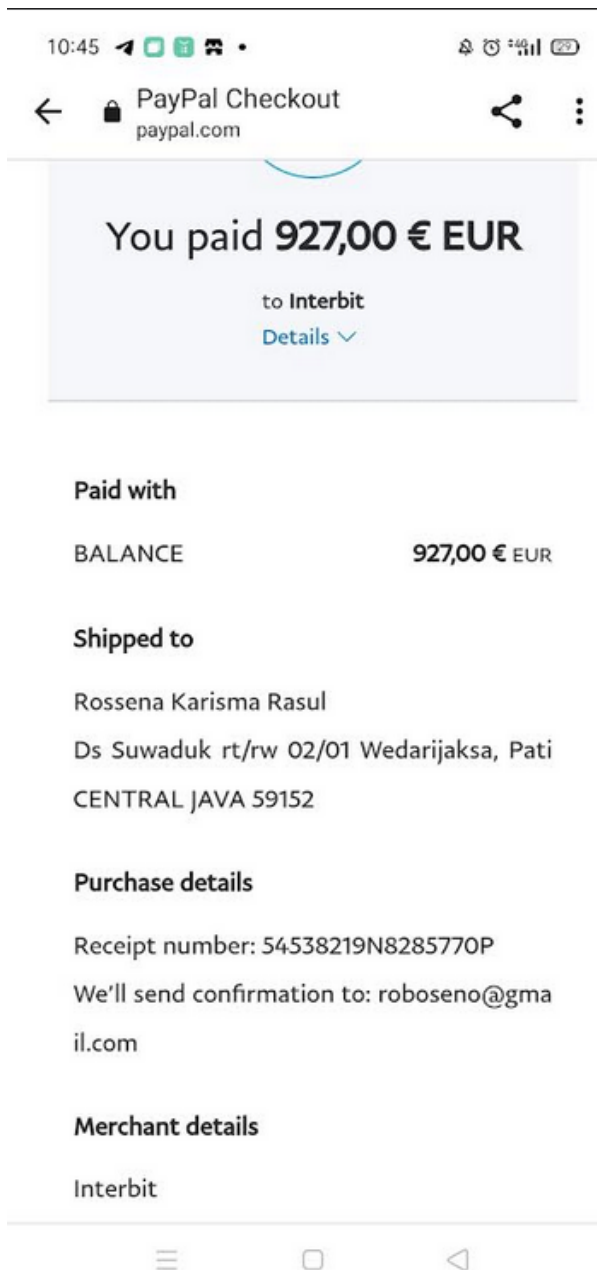 10:45
29
PayPal Checkout
paypal.com
You paid 927,00 € EUR
to Interbit
Details
Paid with
BALANCE 927,00 € EUR
Shipped to
Rossena Karisma Rasul
Ds Suwaduk rt/rw 02/01 Wedarijaksa, Pati
CENTRAL JAVA 59152
Purchase details
Receipt number: 54538219N8285770P
We'll send confirmation to: roboseno@gma
il.com
Merchant details
Interbit